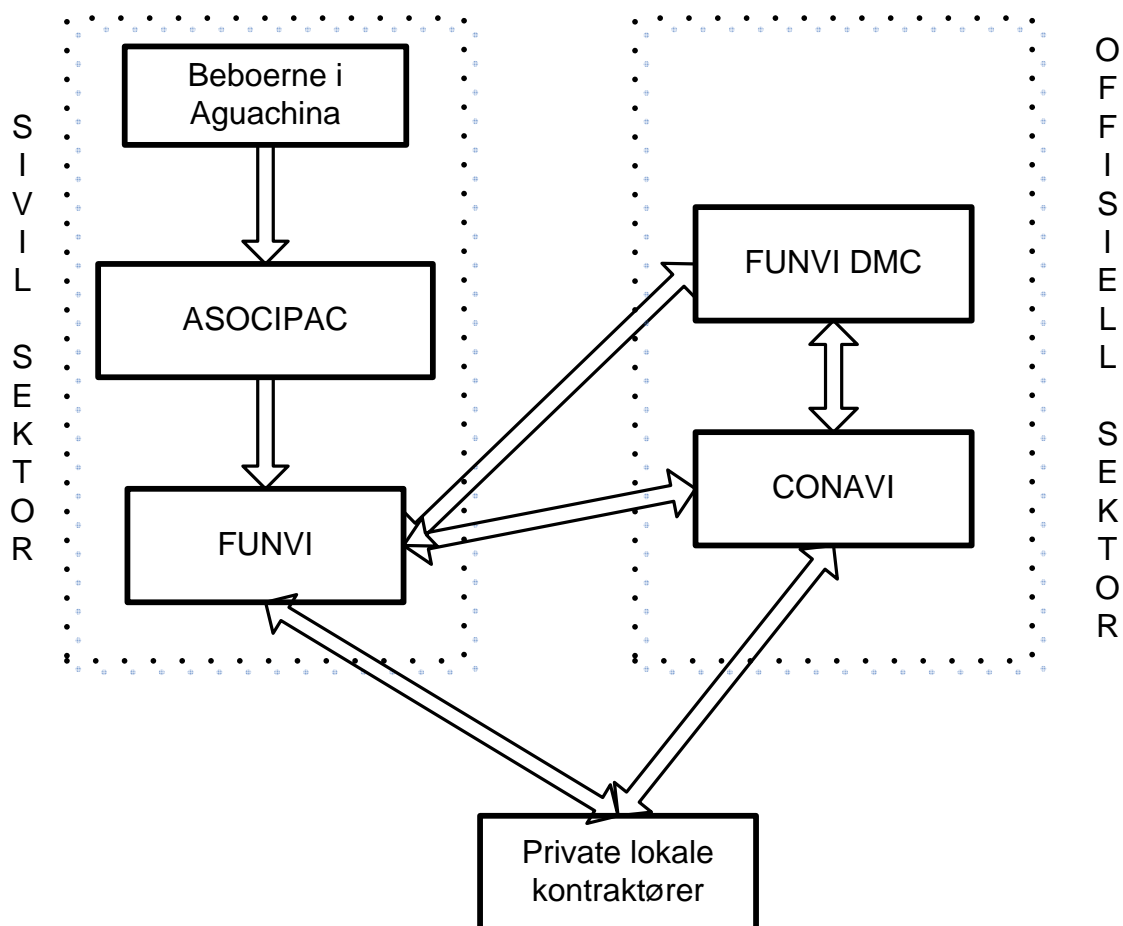 SIVIL SEKTOR
Beboerne i
Aguachina
ASOCIPAC
FUNVI
OFFISIELL SEKTOR
FUNVI DMC
CONAVI
Private lokale
kontraktører